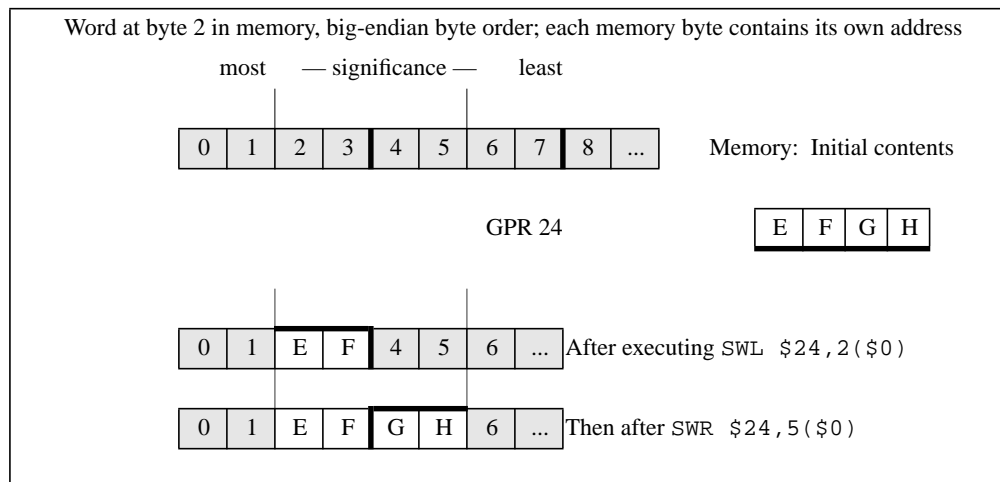 Word at byte 2 in memory, big-endian byte order; each memory byte contains its own address
most — significance — least
0 1 2 3 4 5 6 7 8 ... Memory: Initial contents
GPR 24 E F G H
0 1 E F 4 5 6 ... After executing SWL $24,2($0)
0 1 E F G H 6 ... Then after SWR $24,5($0)